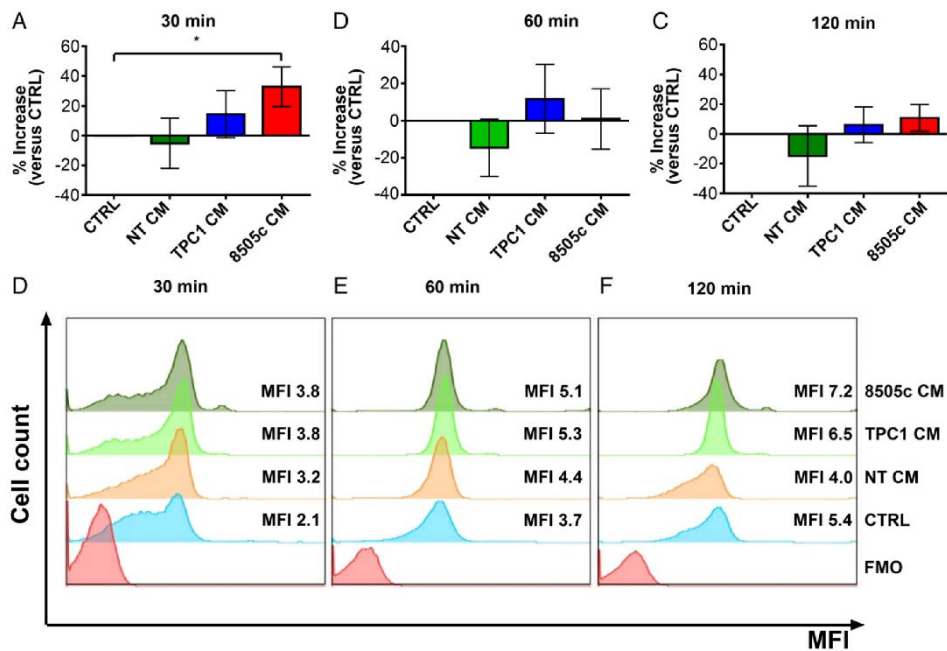 A
30 min
*
60
40
20
0
-20
-40
% Increase
(versus CTRL)
CTRL
NT CM
TPC1 CM
8505c CM
D
60 min
40
20
0
-20
-40
% Increase
(versus CTRL)
CTRL
NT CM
TPC1 CM
8505c CM
C
120 min
60
40
20
0
-20
-40
% Increase
(versus CTRL)
CTRL
NT CM
TPC1 CM
8505c CM
D
30 min
E
60 min
F
120 min
MFI 3.8
MFI 5.1
MFI 7.2
8505c CM
MFI 3.8
MFI 5.3
MFI 6.5
TPC1 CM
MFI 3.2
MFI 4.4
MFI 4.0
NT CM
MFI 2.1
MFI 3.7
MFI 5.4
CTRL
FMO
Cell count
MFI